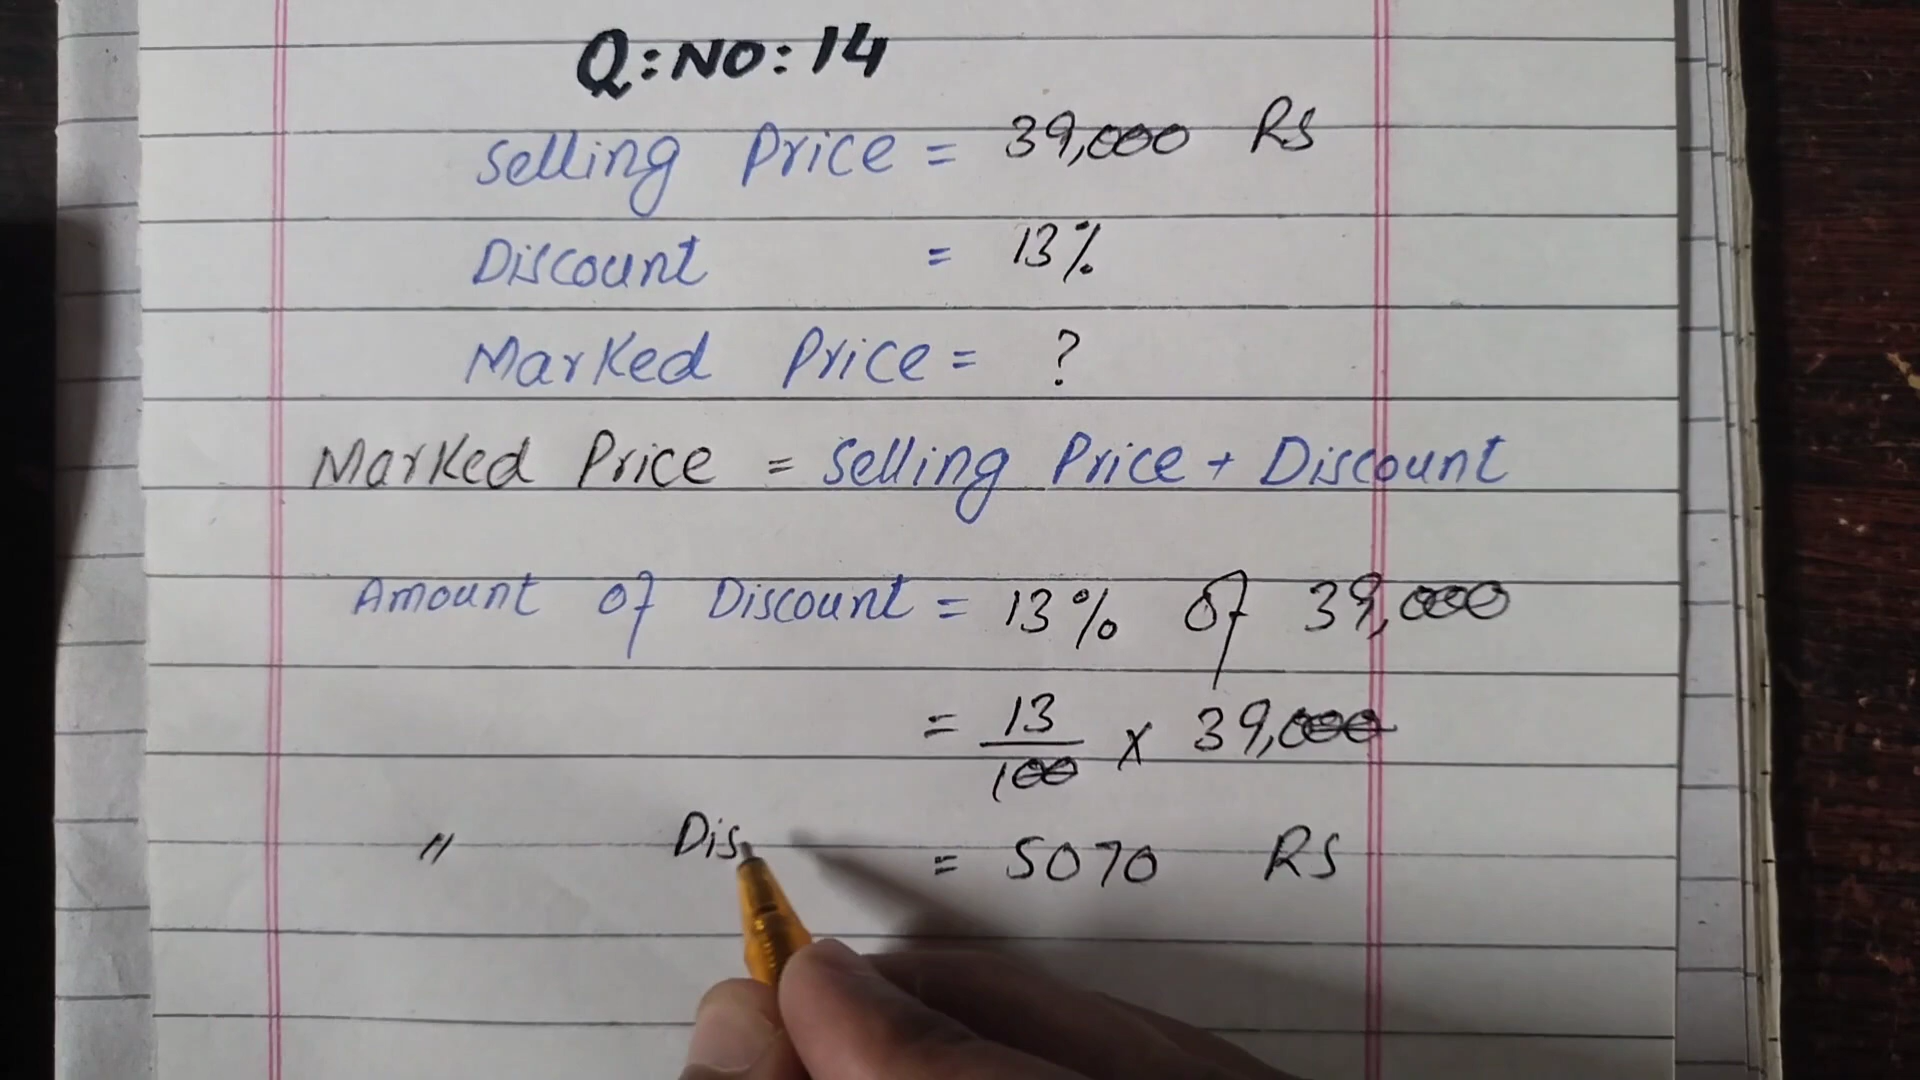 Q:NO:14
Selling Price = 39,000 RS
Discount = 13%
Marked Price = ?
Marked Price = Selling Price + Discount
Amount of Discount = 13% of 39,000
= 13/100 × 39,000
" Dis = 5070 RS